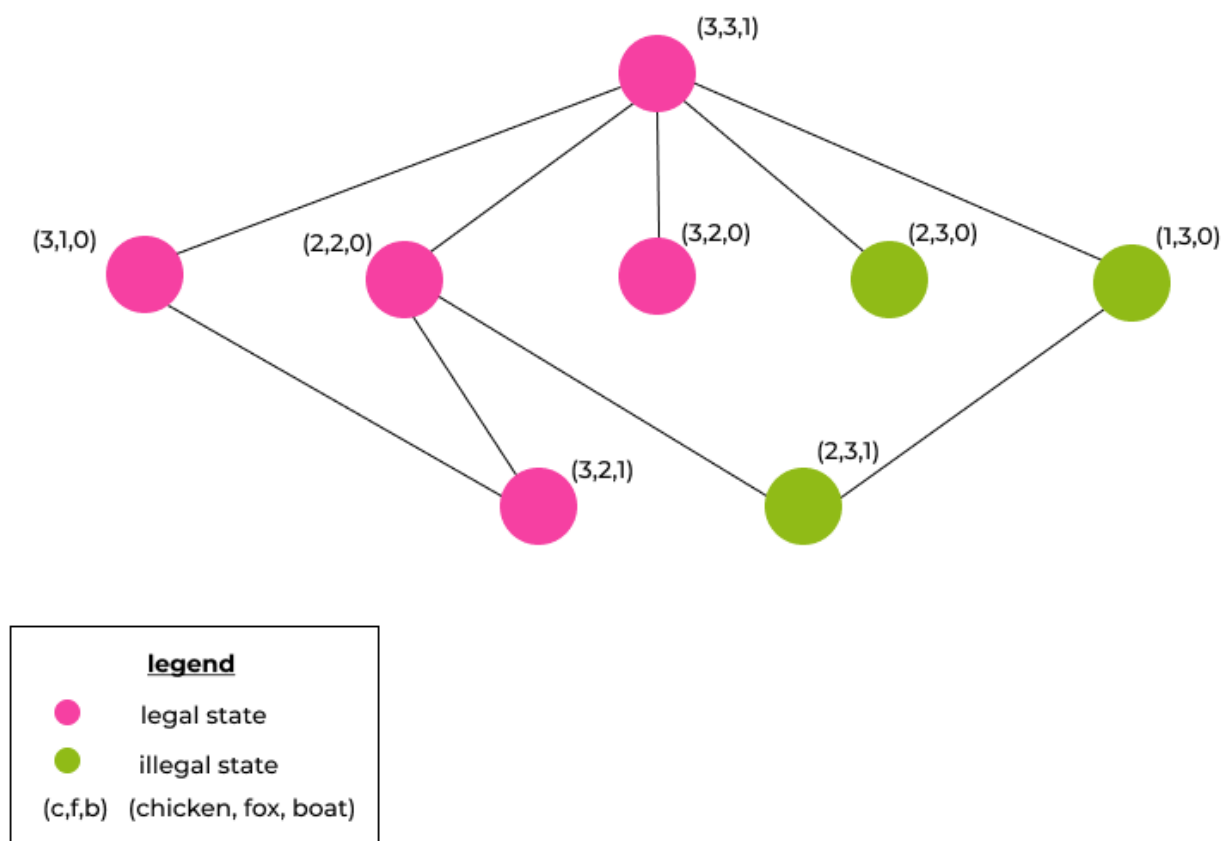 (3,3,1)
(3,1,0)
(2,2,0)
(3,2,0)
(2,3,0)
(1,3,0)
(3,2,1)
(2,3,1)
legend
legal state
illegal state
(c,f,b) (chicken, fox, boat)